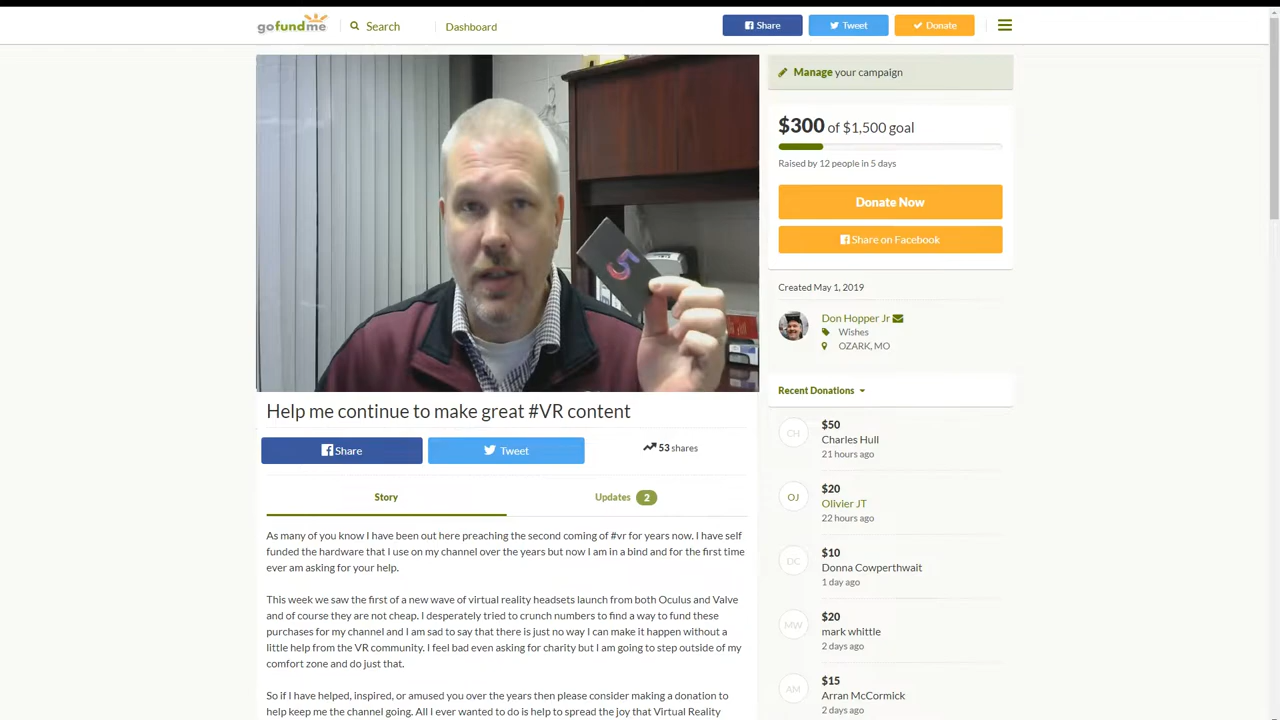 gofundme
Search
Dashboard
Share
Tweet
Donate
Manage your campaign
$300 of $1,500 goal
Raised by 12 people in 5 days
Donate Now
Share on Facebook
Created May 1, 2019
Don Hopper Jr
Wishes
OZARK, MO
5
Help me continue to make great #VR content
Share
Tweet
53 shares
Story
Updates 2
As many of you know I have been out here preaching the second coming of #vr for years now. I have self
funded the hardware that I use on my channel over the years but now I am in a bind and for the first time
ever am asking for your help.
This week we saw the first of a new wave of virtual reality headsets launch from both Oculus and Valve
and of course they are not cheap. I desperately tried to crunch numbers to find a way to fund these
purchases for my channel and I am sad to say that there is just no way I can make it happen without a
little help from the VR community. I feel bad even asking for charity but I am going to step outside of my
comfort zone and do just that.
So if I have helped, inspired, or amused you over the years then please consider making a donation to
help keep me the channel going. All I ever wanted to do is help to spread the joy that Virtual Reality
Recent Donations
CH
$50
Charles Hull
21 hours ago
OJ
$20
Olivier JT
22 hours ago
DC
$10
Donna Cowperthwait
1 day ago
MW
$20
mark whittle
2 days ago
AM
$15
Arran McCormick
2 days ago